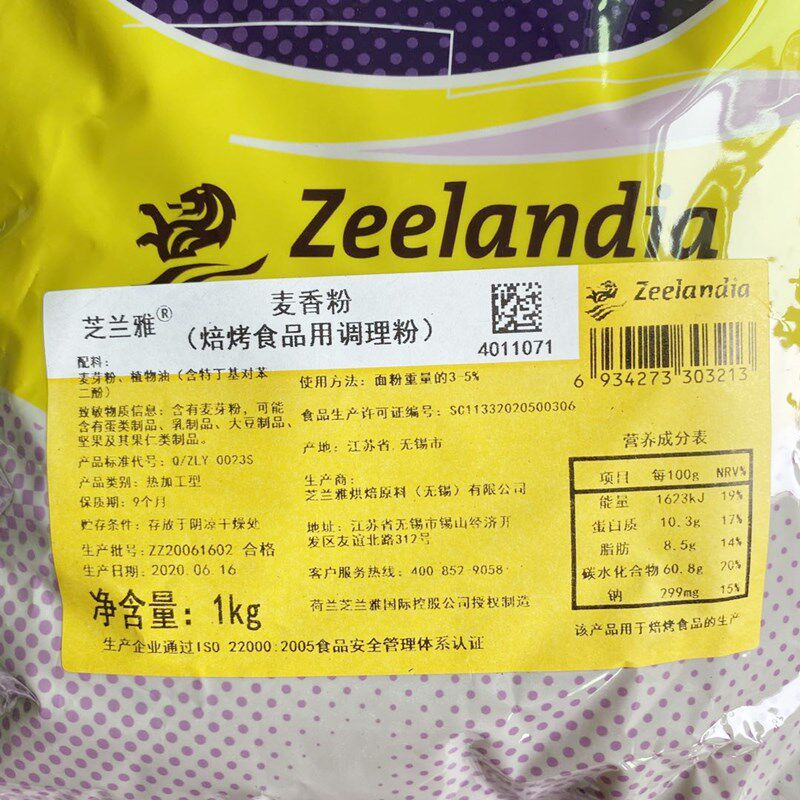 Zeelandia
芝兰雅®
麦香粉
(焙烤食品用调理粉)
4011071
Zeelandia
6 934273 303213
配料:
麦芽粉、植物油(含特丁基对苯
二酚)
致敏物质信息: 含有麦芽粉, 可能
含有蛋类制品、乳制品、大豆制品、
坚果及其果仁类制品。
产品标准代号: Q/ZLY 0023S
产品类别: 热加工型
保质期: 9个月
贮存条件: 存放于阴凉干燥处
生产批号: ZZ20061602 合格
生产日期: 2020.06.16
净含量: 1kg
使用方法: 面粉重量的3-5%
食品生产许可证编号: SC11332020500306
产地: 江苏省.无锡市
生产商:
芝兰雅烘焙原料(无锡)有限公司
地址: 江苏省无锡市锡山经济开
发区友谊北路312号
客户服务热线: 400-852-9058
荷兰芝兰雅国际控股公司授权制造
生产企业通过ISO 22000:2005食品安全管理体系认证
营养成分表
项目 每100g NRV%
能量 1623kJ 19%
蛋白质 10.3g 17%
脂肪 8.5g 14%
碳水化合物 60.8g 20%
钠 299mg 15%
该产品用于焙烤食品的生产